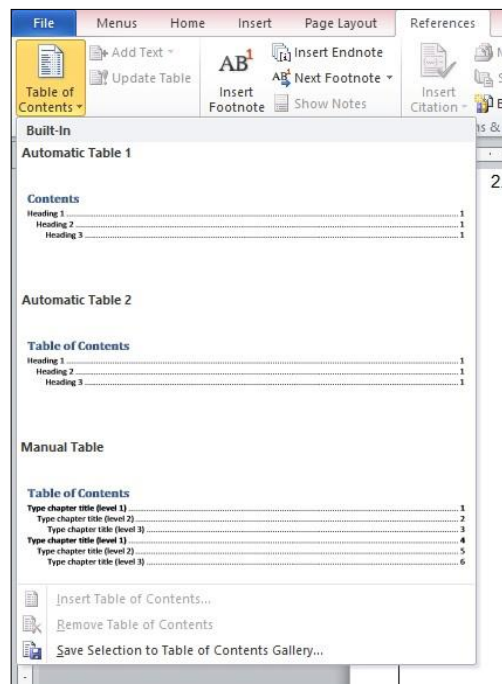 File Menus Home Insert Page Layout References
Add Text
Insert Endnote
Update Table
AB1
AB1 Next Footnote
Table of Contents
Insert Footnote
Show Notes
Insert Citation
Built-In
Automatic Table 1
Contents
Heading 1 1
Heading 2 1
Heading 3 1
Automatic Table 2
Table of Contents
Heading 1 1
Heading 2 1
Heading 3 1
Manual Table
Table of Contents
Type chapter title (level 1) 1
Type chapter title (level 2) 2
Type chapter title (level 3) 3
Type chapter title (level 1) 4
Type chapter title (level 2) 5
Type chapter title (level 3) 6
Insert Table of Contents...
Remove Table of Contents
Save Selection to Table of Contents Gallery...